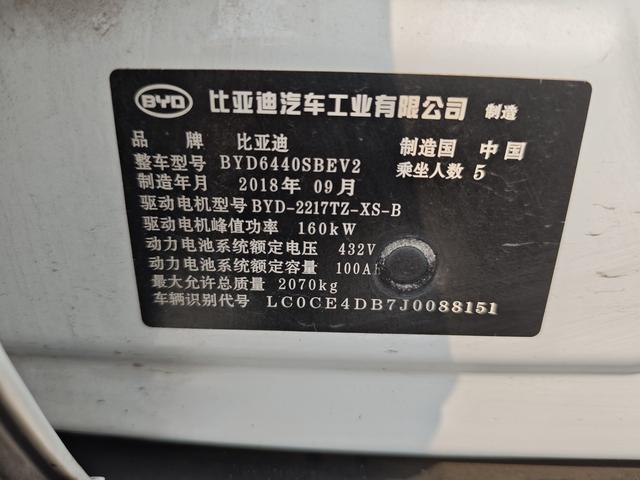 BYD 比亚迪汽车工业有限公司 制造
品牌 比亚迪 制造国 中国
整车型号 BYD6440SBEV2 乘坐人数 5
制造年月 2018年 09月
驱动电机型号 BYD-2217TZ-XS-B
驱动电机峰值功率 160kW
动力电池系统额定电压 432V
动力电池系统额定容量 100A
最大允许总质量 2070kg
车辆识别代号 LC0CE4DB7J0088151